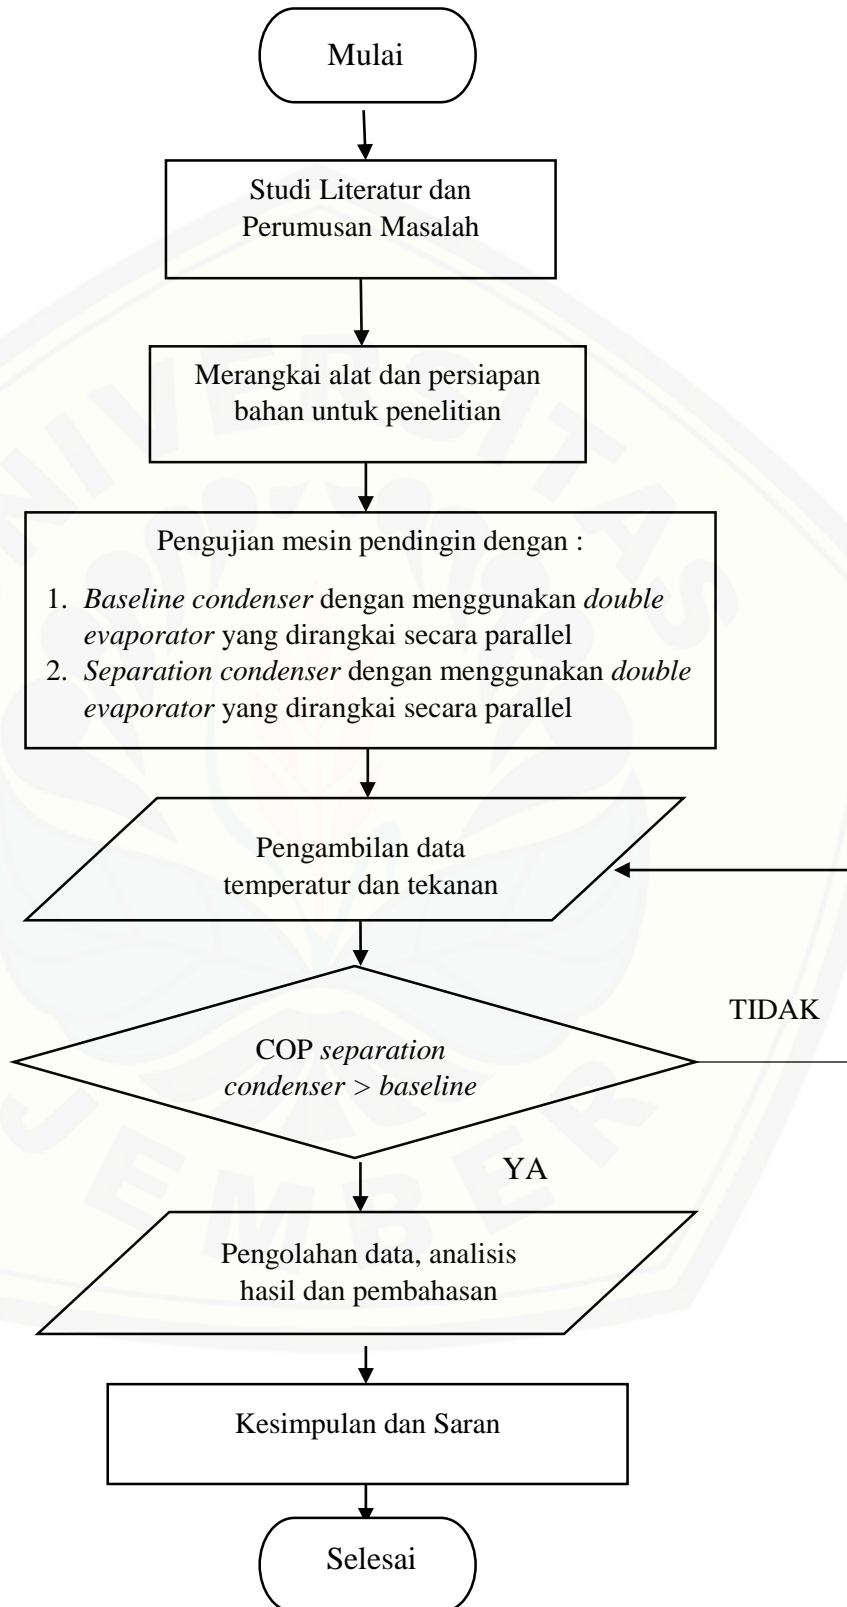 Mulai
Studi Literatur dan
Perumusan Masalah
Merangkai alat dan persiapan
bahan untuk penelitian
Pengujian mesin pendingin dengan :
1. Baseline condenser dengan menggunakan double
evaporator yang dirangkai secara parallel
2. Separation condenser dengan menggunakan double
evaporator yang dirangkai secara parallel
Pengambilan data
temperatur dan tekanan
TIDAK
COP separation
condenser > baseline
YA
Pengolahan data, analisis
hasil dan pembahasan
Kesimpulan dan Saran
Selesai
UNIVERSITAS
JEMBER